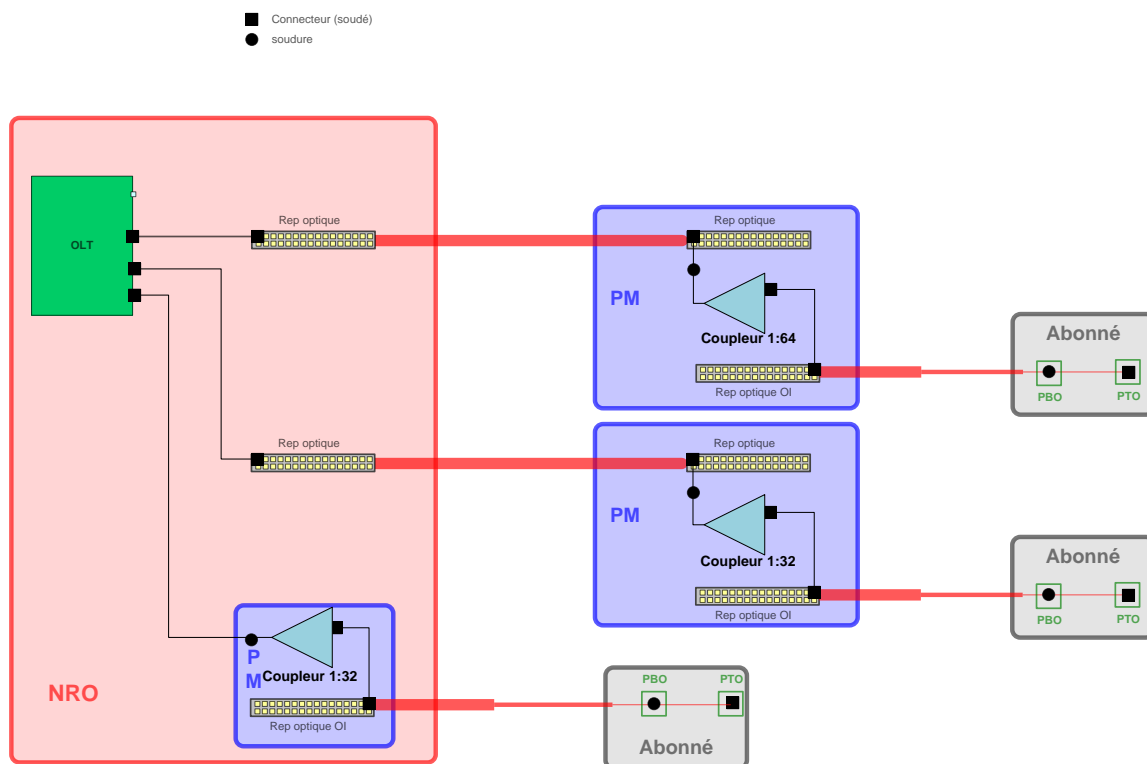 Connecteur (soudé)
soudure
OLT
Rep optique
Rep optique
PM
Coupleur 1:64
Rep optique OI
Abonné
PBO
PTO
Rep optique
Rep optique
PM
Coupleur 1:32
Rep optique OI
Abonné
PBO
PTO
NRO
P
M
Coupleur 1:32
Rep optique OI
PBO
PTO
Abonné